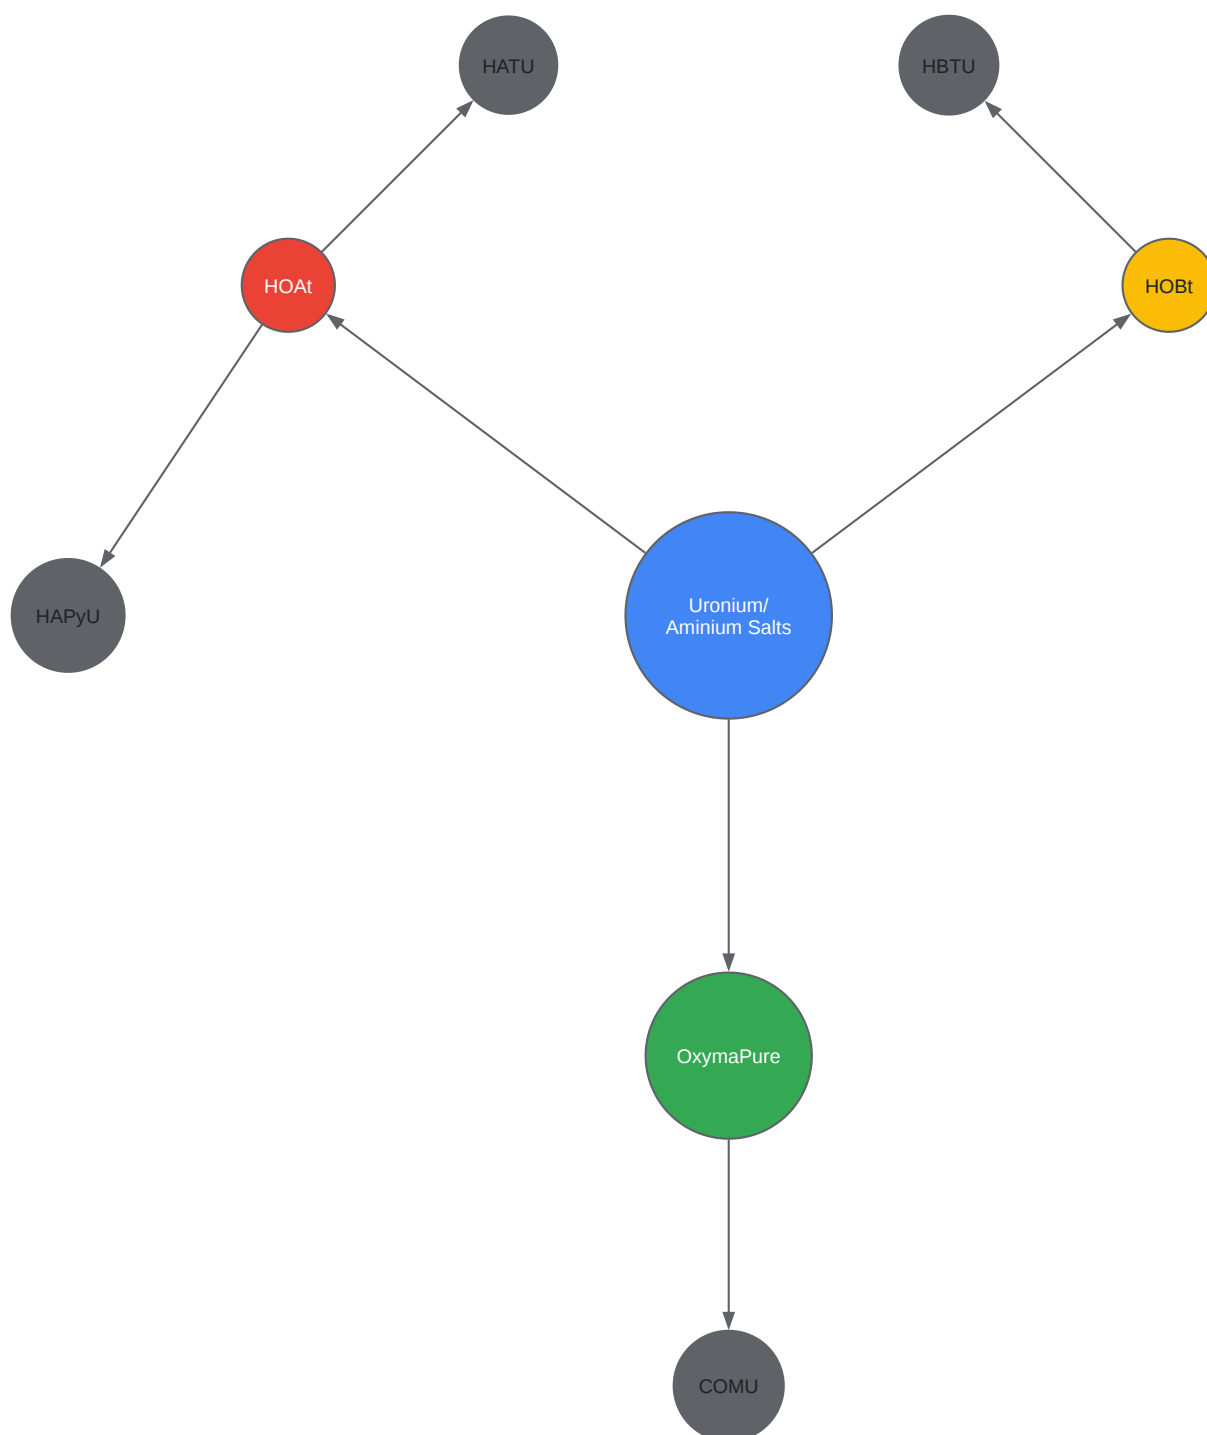 HATU
HBTU
HOAt
HOBt
Uronium/
Aminium Salts
HAPyU
OxymaPure
COMU